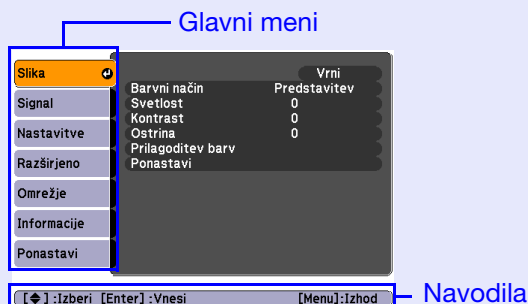 Glavni meni
Slika
Signal
Nastavitve
Razširjeno
Omrežje
Informacije
Ponastavi
Vrni
Barvni način Predstavitev
Svetlost 0
Kontrast 0
Ostrina 0
Prilagoditev barv
Ponastavi
[◆] :Izberi [Enter] :Vnesi [Menu]:Izhod
Navodila